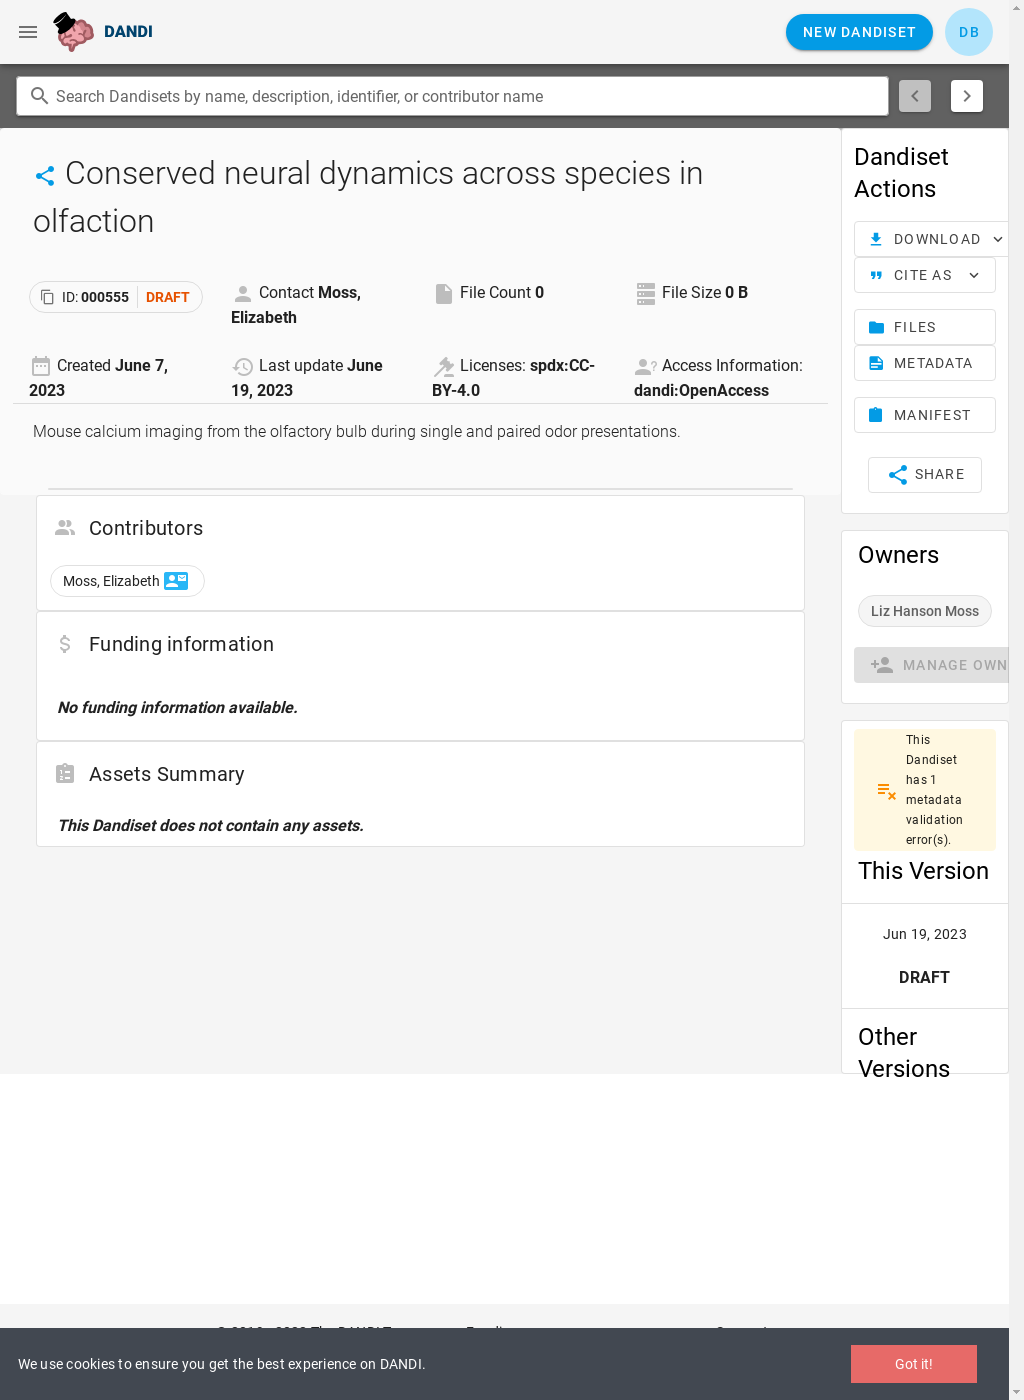 DANDI
NEW DANDISET
DB
Search Dandisets by name, description, identifier, or contributor name
Conserved neural dynamics across species in
olfaction
ID: 000555 DRAFT
Contact Moss,
Elizabeth
File Count 0
File Size 0 B
Created June 7,
2023
Last update June
19, 2023
Licenses: spdx:CC-
BY-4.0
Access Information:
dandi:OpenAccess
Mouse calcium imaging from the olfactory bulb during single and paired odor presentations.
Contributors
Moss, Elizabeth
Funding information
No funding information available.
Assets Summary
This Dandiset does not contain any assets.
Dandiset
Actions
DOWNLOAD
CITE AS
FILES
METADATA
MANIFEST
SHARE
Owners
Liz Hanson Moss
MANAGE OWN
This
Dandiset
has 1
metadata
validation
error(s).
This Version
Jun 19, 2023
DRAFT
Other
Versions
We use cookies to ensure you get the best experience on DANDI.
Got it!